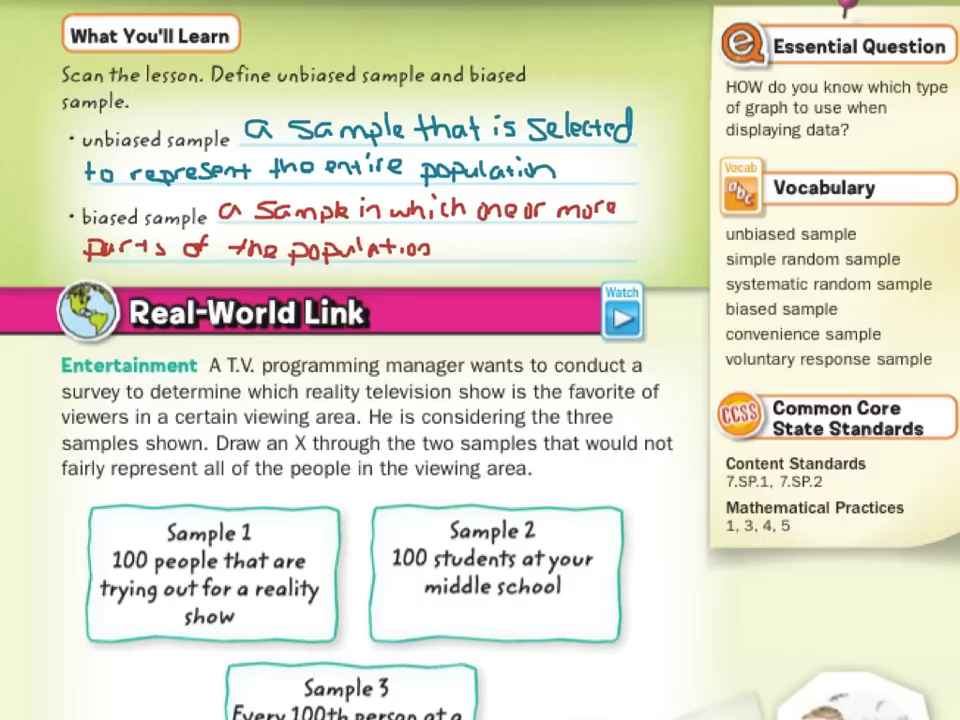 What You'll Learn
Scan the lesson. Define unbiased sample and biased
sample.
• unbiased sample a sample that is selected
to represent the entire population
• biased sample a sample in which one or more
parts of the population
Real-World Link
Watch
Entertainment A T.V. programming manager wants to conduct a
survey to determine which reality television show is the favorite of
viewers in a certain viewing area. He is considering the three
samples shown. Draw an X through the two samples that would not
fairly represent all of the people in the viewing area.
Sample 1
100 people that are
trying out for a reality
show
Sample 2
100 students at your
middle school
Sample 3
Every 100th person at a
e
Essential Question
HOW do you know which type
of graph to use when
displaying data?
Vocab
abc
Vocabulary
unbiased sample
simple random sample
systematic random sample
biased sample
convenience sample
voluntary response sample
CCSS
Common Core
State Standards
Content Standards
7.SP.1, 7.SP.2
Mathematical Practices
1, 3, 4, 5